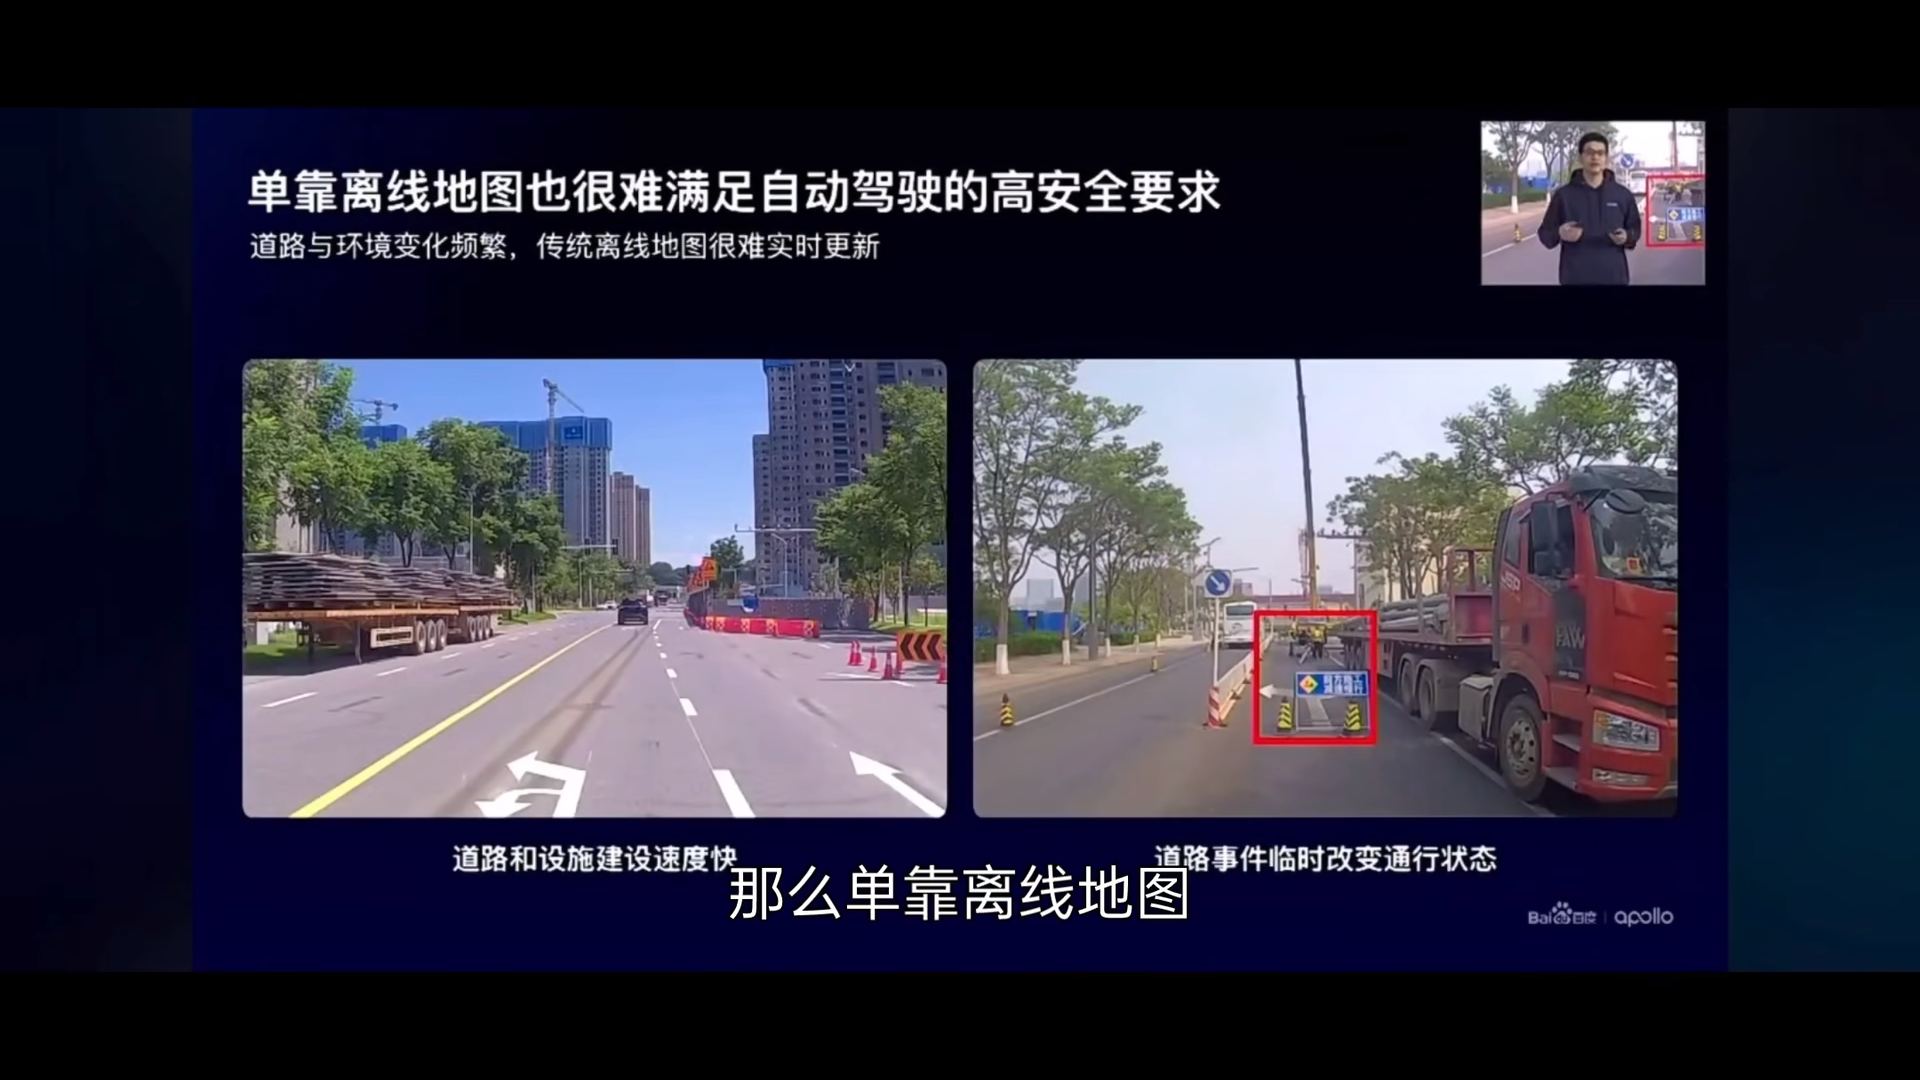 单靠离线地图也很难满足自动驾驶的高安全要求
道路与环境变化频繁，传统离线地图很难实时更新
道路和设施建设速度快
道路事件临时改变通行状态
那么单靠离线地图
Bai百度 | apollo